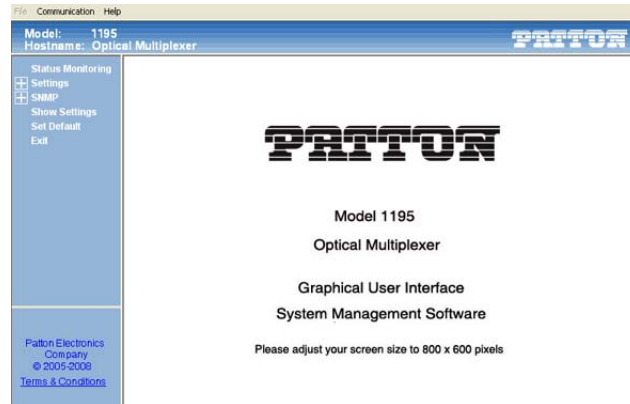 File Communication Help
Model: 1195
Hostname: Optical Multiplexer
PATTON
Status Monitoring
Settings
SNMP
Show Settings
Set Default
Exit
PATTON
Model 1195
Optical Multiplexer
Graphical User Interface
System Management Software
Please adjust your screen size to 800 x 600 pixels
Patton Electronics
Company
© 2005-2008
Terms & Conditions